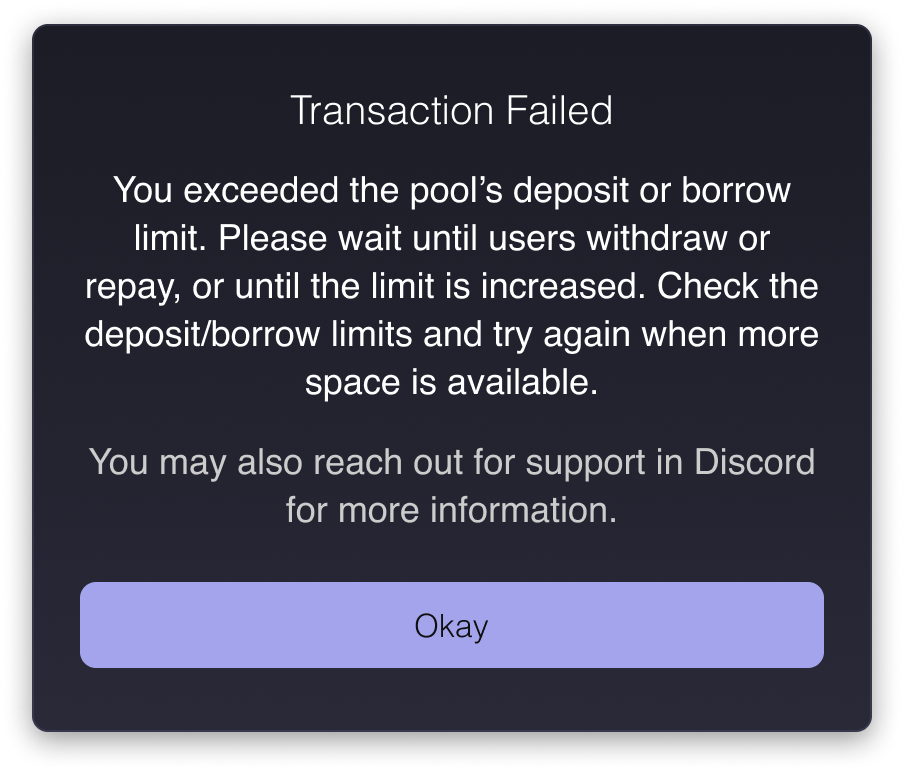 Transaction Failed
You exceeded the pool’s deposit or borrow
limit. Please wait until users withdraw or
repay, or until the limit is increased. Check the
deposit/borrow limits and try again when more
space is available.
You may also reach out for support in Discord
for more information.
Okay